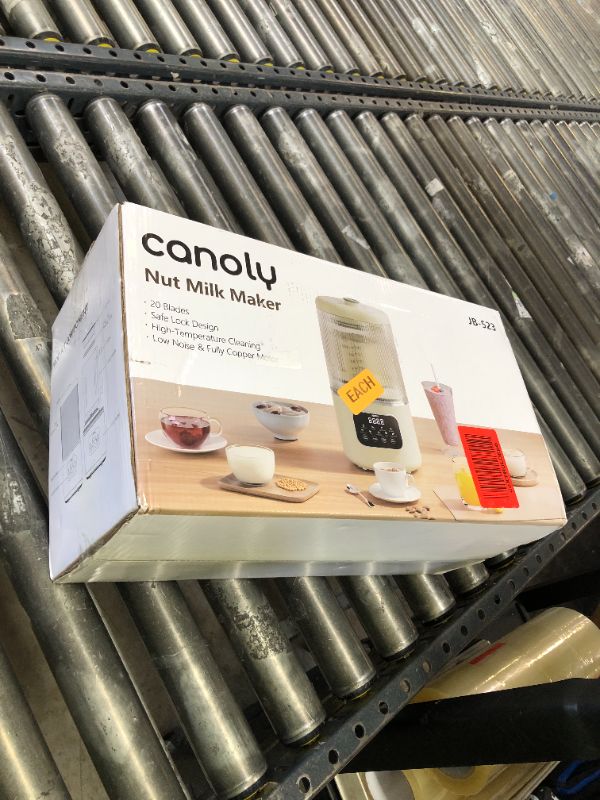 canoly
Nut Milk Maker
· 20 Blades
· Safe Lock Design
· High-Temperature Cleaning
· Low Noise & Fully Copper
JB-523
EACH